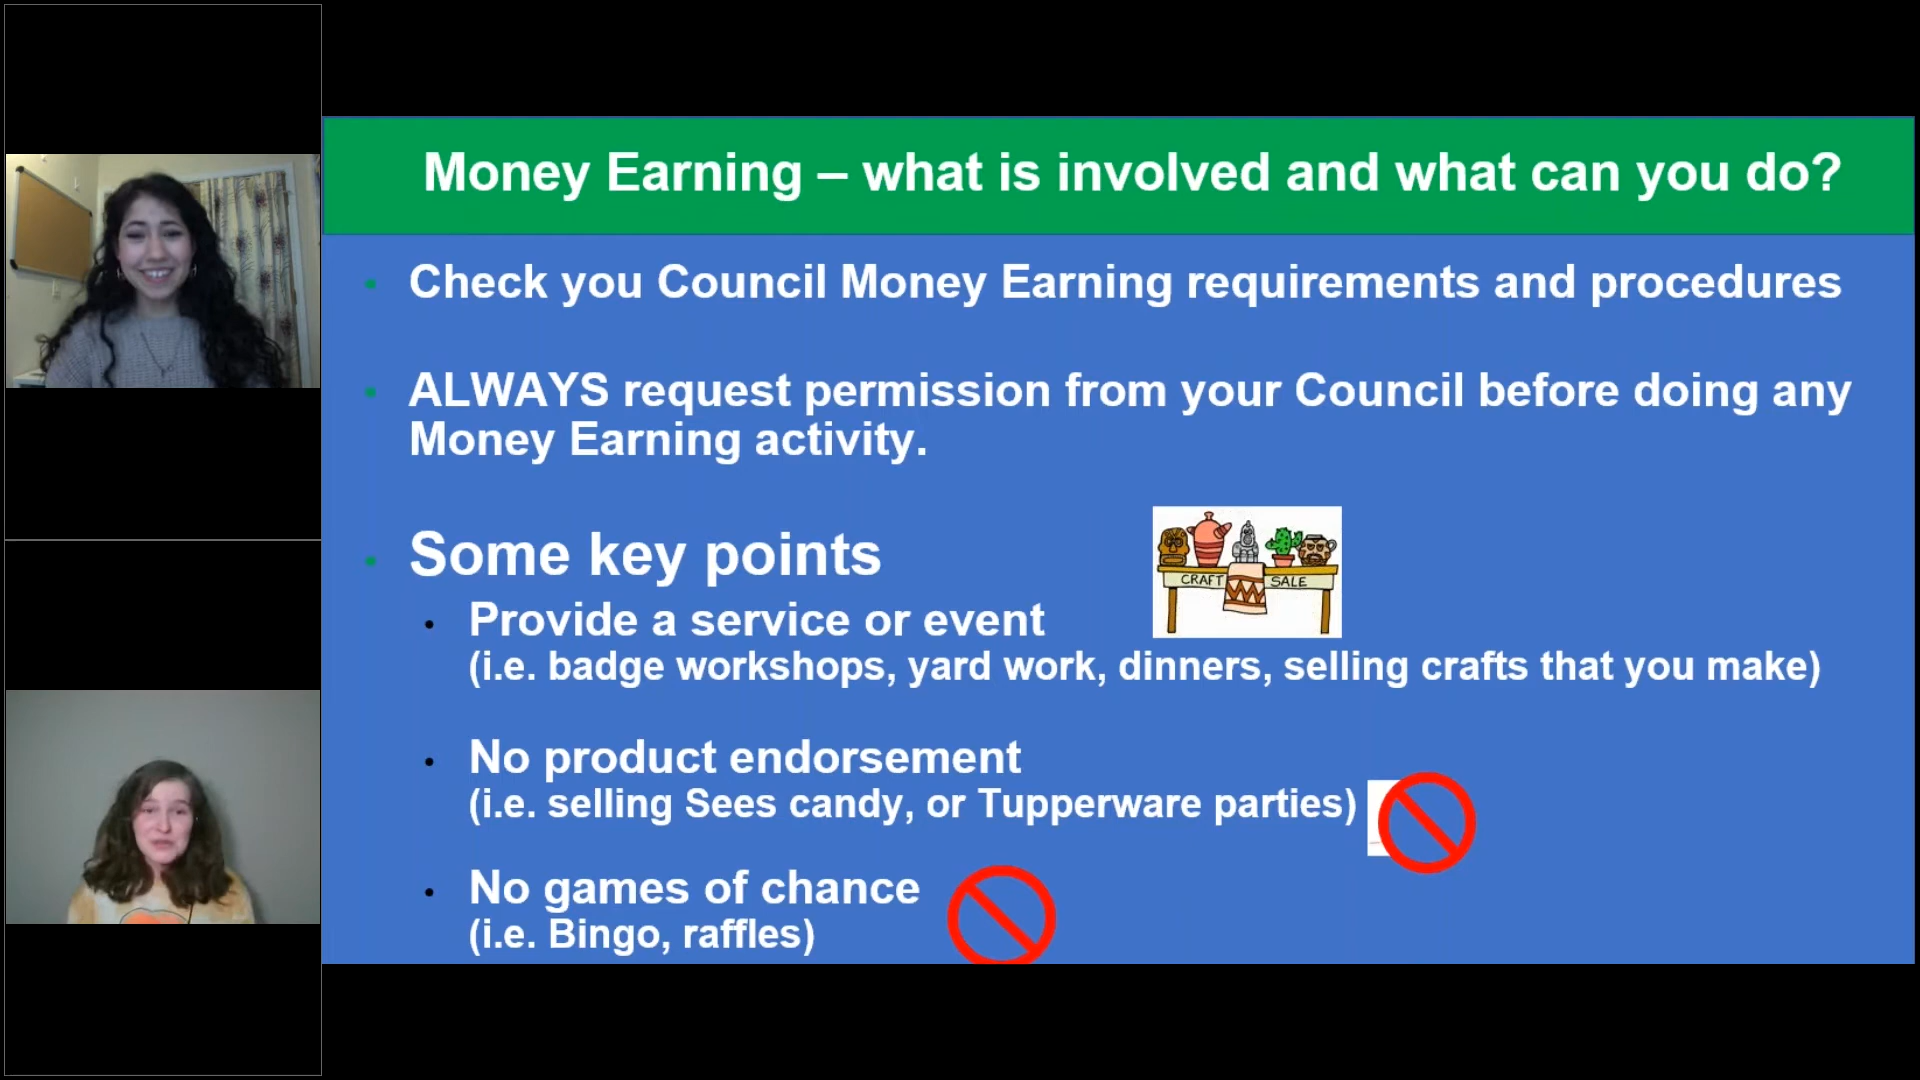 Money Earning – what is involved and what can you do?
Check you Council Money Earning requirements and procedures
ALWAYS request permission from your Council before doing any
Money Earning activity.
Some key points
CRAFT SALE
Provide a service or event
(i.e. badge workshops, yard work, dinners, selling crafts that you make)
No product endorsement
(i.e. selling Sees candy, or Tupperware parties)
No games of chance
(i.e. Bingo, raffles)